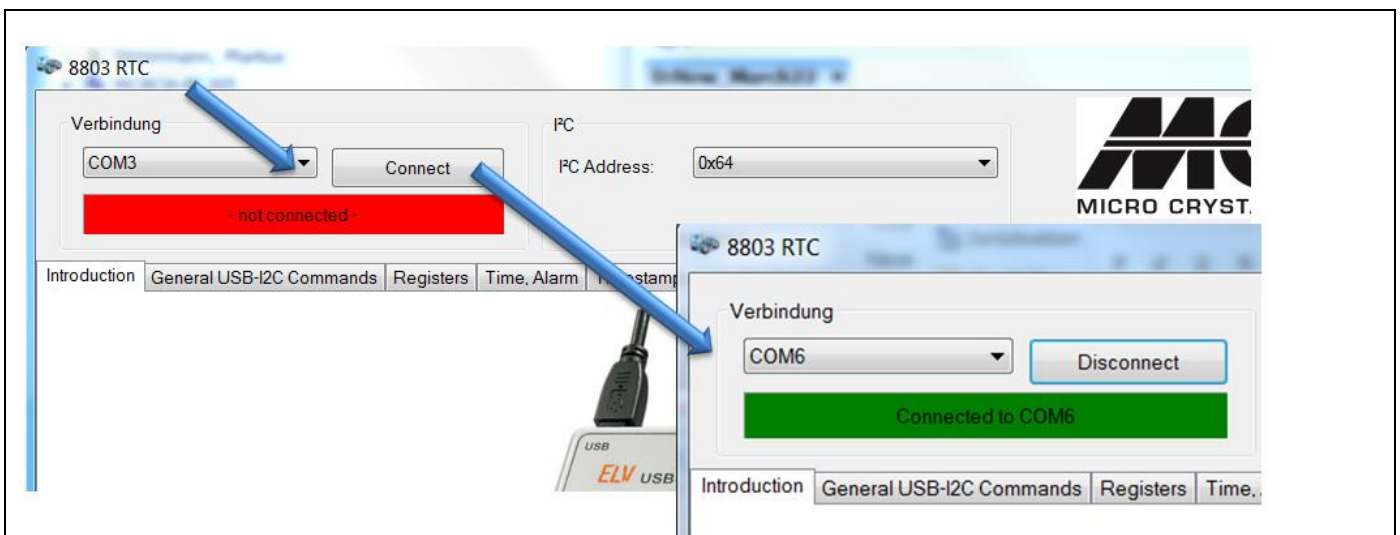 8803 RTC
Verbindung
COM3
Connect
- not connected -
I²C
I²C Address:
0x64
MICRO CRYST
Introduction
General USB-I2C Commands
Registers
Time, Alarm
USB
ELV USB
8803 RTC
Verbindung
COM6
Disconnect
Connected to COM6
Introduction
General USB-I2C Commands
Registers
Time,